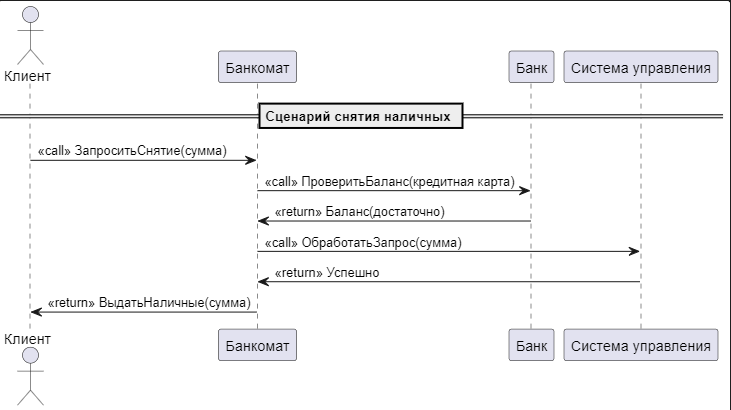 Клиент
Банкомат
Банк
Система управления
Сценарий снятия наличных
«call» ЗапроситьСнятие(сумма)
«call» ПроверитьБаланс(кредитная карта)
«return» Баланс(достаточно)
«call» ОбработатьЗапрос(сумма)
«return» Успешно
«return» ВыдатьНаличные(сумма)
Клиент
Банкомат
Банк
Система управления